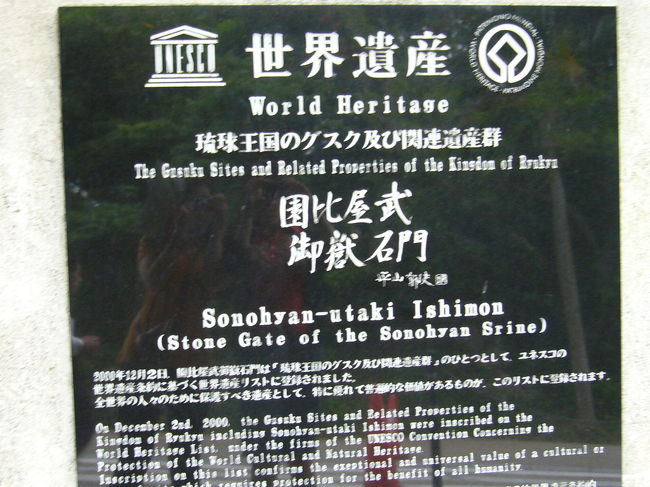 UNESCO
世界遺産
PATRIMONIO MUNDIAL
WORLD HERITAGE
PATRIMOINE MONDIAL
World Heritage
琉球王国のグスク及び関連遺産群
The Gusuku Sites and Related Properties of the Kingdom of Ryukyu
園比屋武
御嶽石門
平山郁夫
Sonohyan-utaki Ishimon
(Stone Gate of the Sonohyan Srine)
2000年12月2日、園比屋武御嶽石門は「琉球王国のグスク及び関連遺産群」のひとつとして、ユネスコの
世界遺産条約に基づく世界遺産リストに登録されました。
全世界の人々のために保護すべき遺産として、特に優れて普遍的な価値があるものが、このリストに登録されます。
On December 2nd, 2000, the Gusuku Sites and Related Properties of the
Kingdom of Ryukyu including Sonohyan-utaki Ishimon were inscribed on the
World Heritage List, under the firms of the UNESCO Convention Concerning the
Protection of the World Cultural and Natural Heritage.
Inscription on this list confirms the exeptional and universal value of a cultural or
which requires protection for the benefit of all humanity.